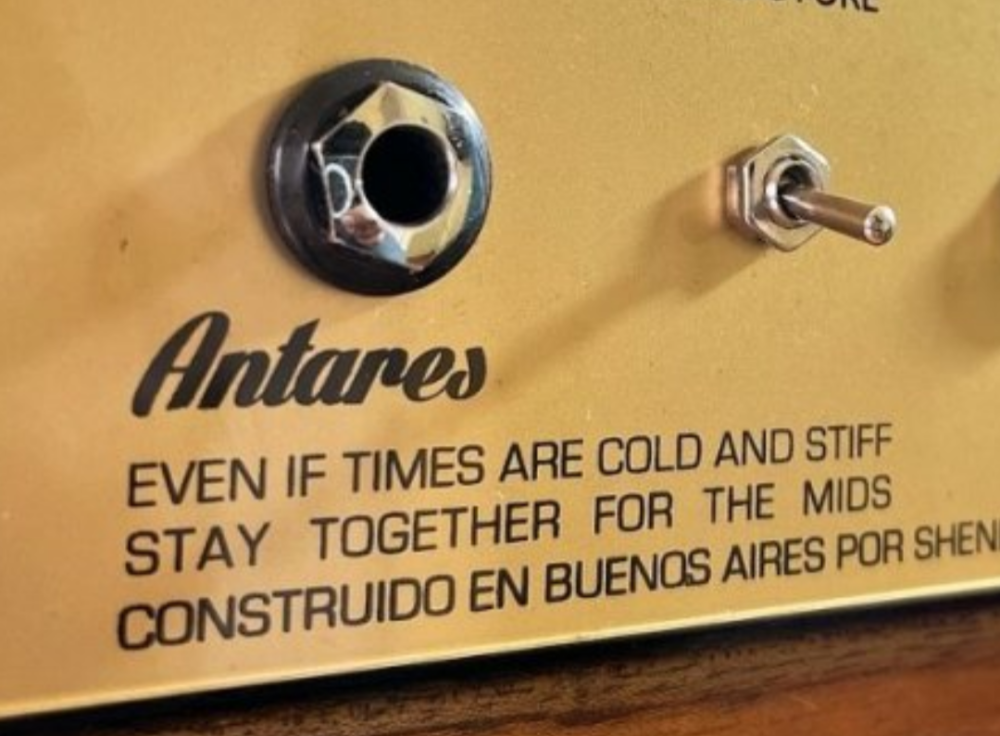 Antares
EVEN IF TIMES ARE COLD AND STIFF
STAY TOGETHER FOR THE MIDS
CONSTRUIDO EN BUENOS AIRES POR